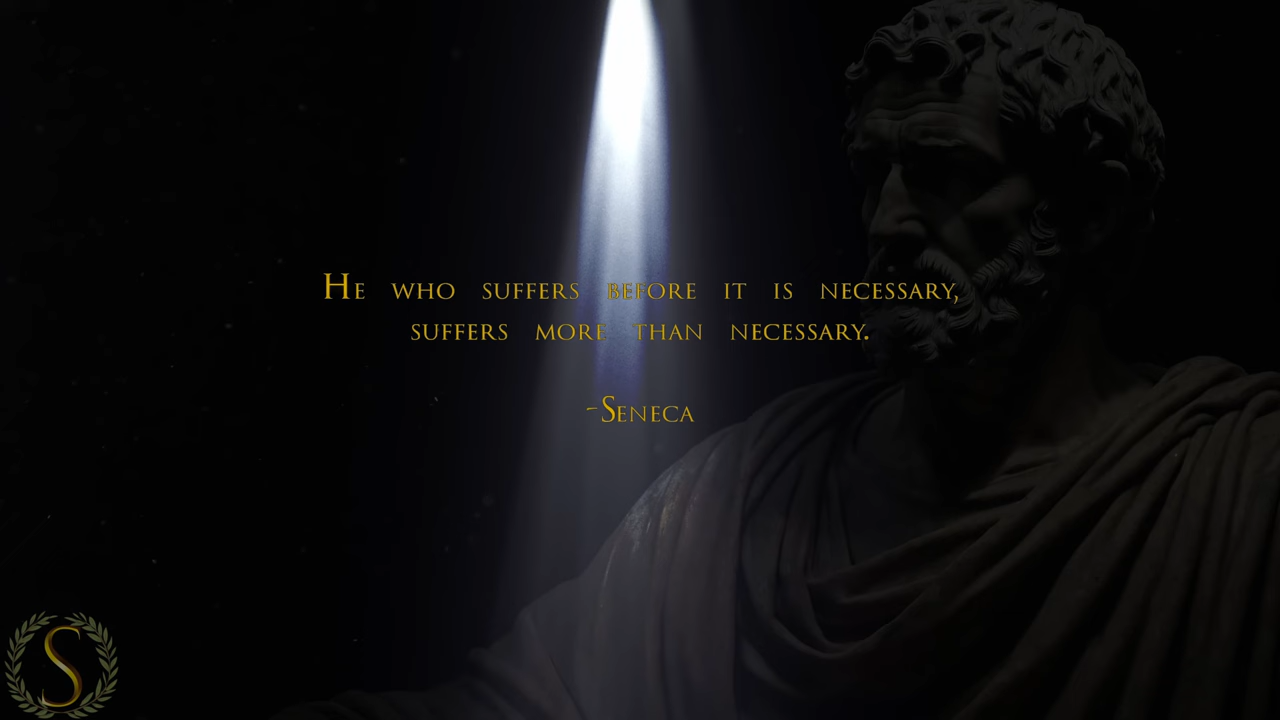 He who suffers before it is necessary,
suffers more than necessary.
-Seneca
S